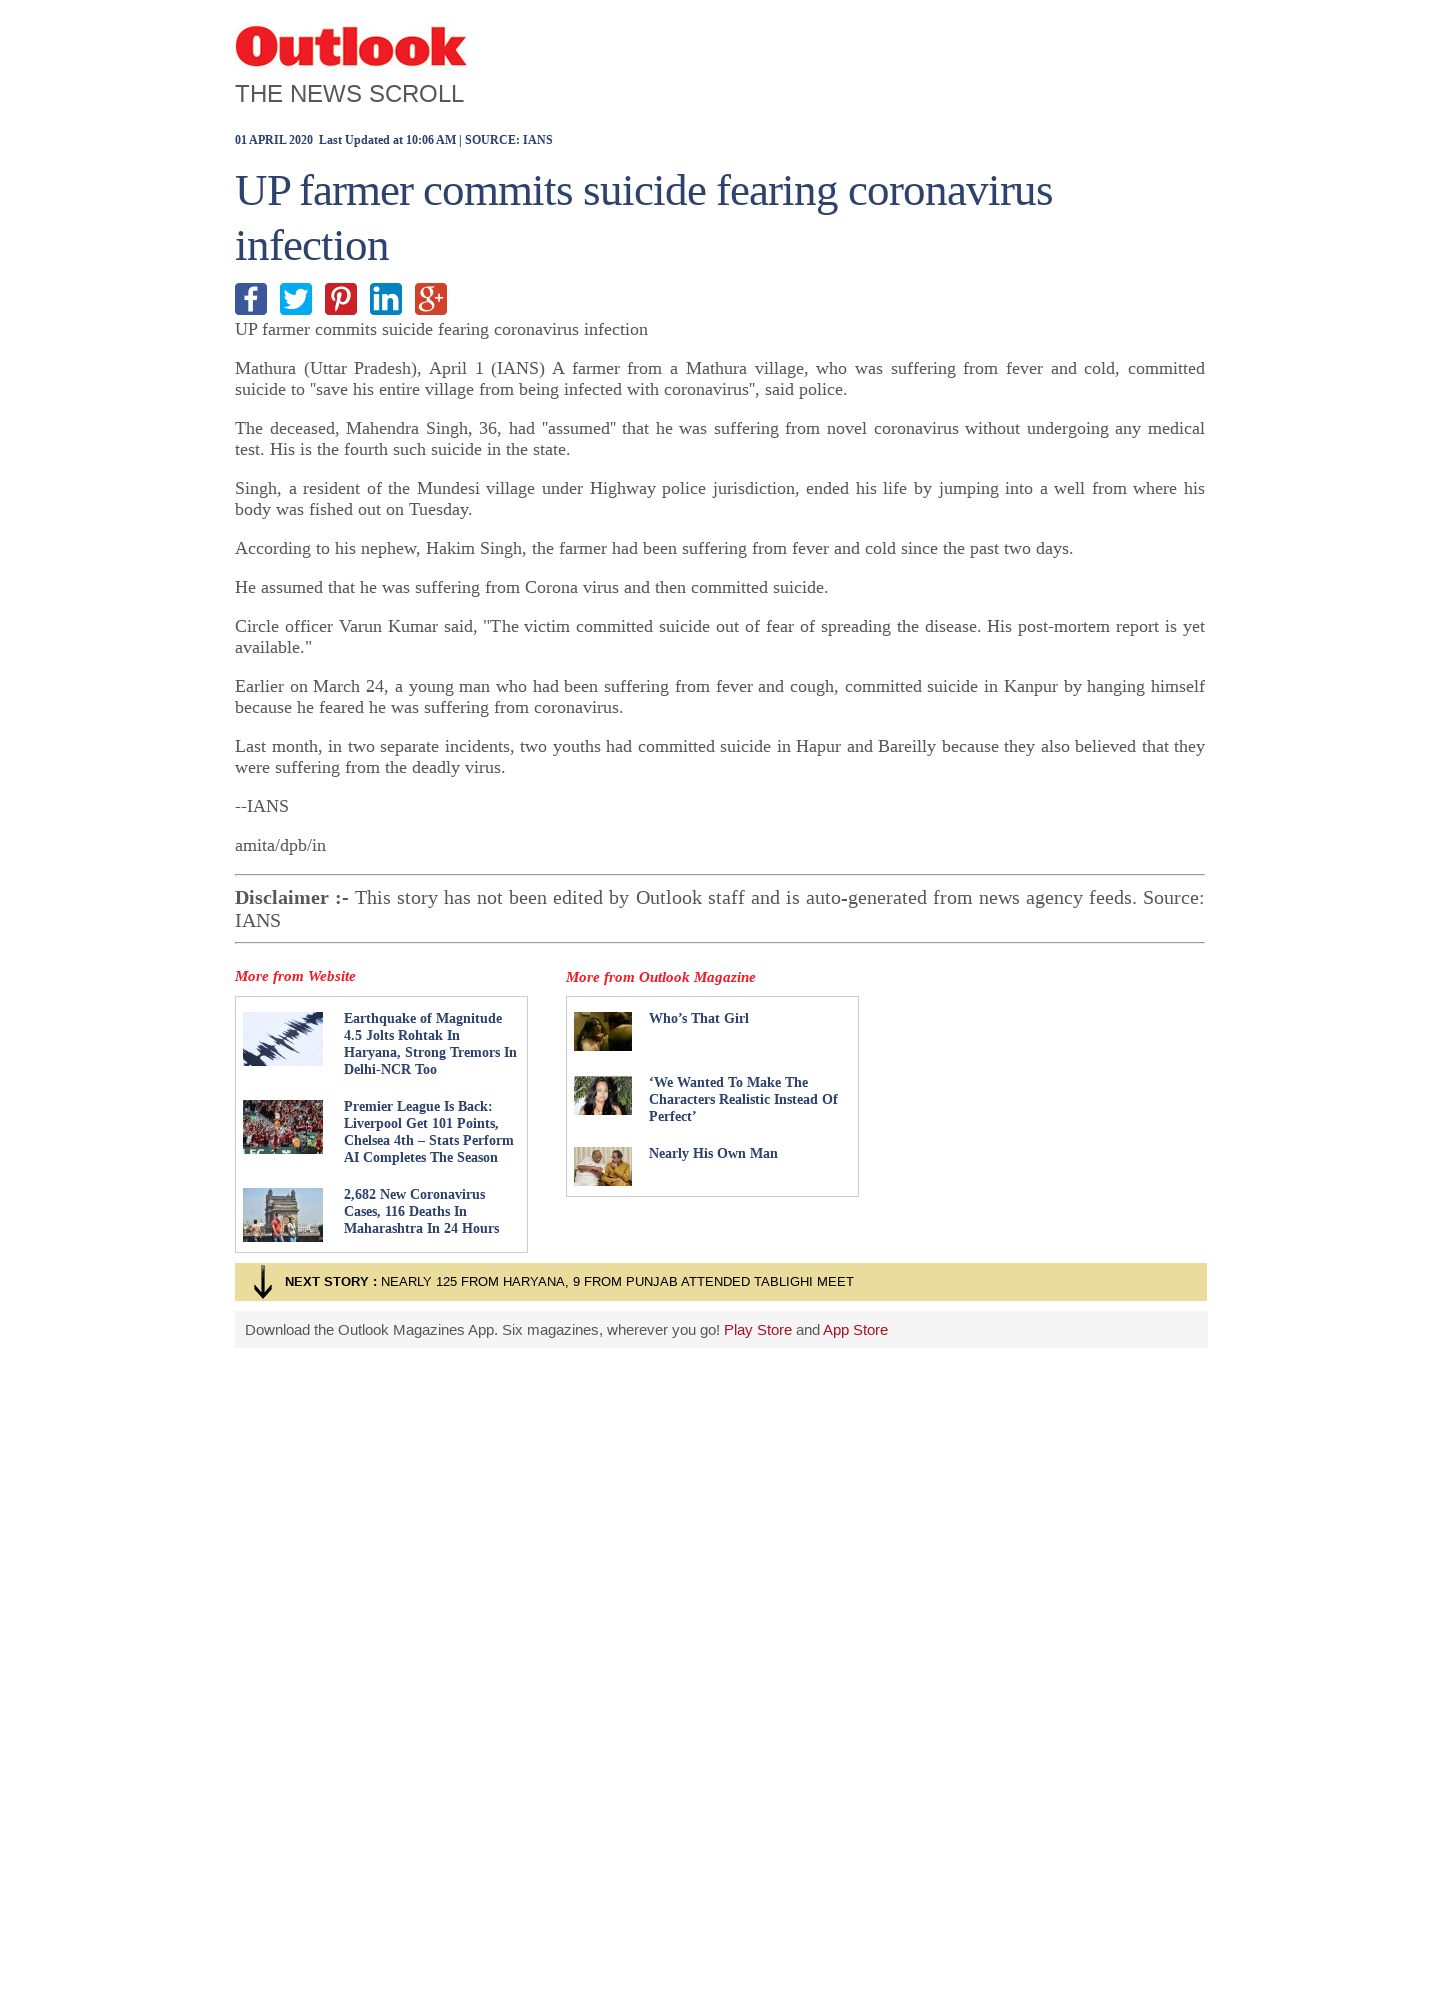 Outlook
THE NEWS SCROLL
01 APRIL 2020  Last Updated at 10:06 AM | SOURCE: IANS
UP farmer commits suicide fearing coronavirus
infection
UP farmer commits suicide fearing coronavirus infection
Mathura (Uttar Pradesh), April 1 (IANS) A farmer from a Mathura village, who was suffering from fever and cold, committed
suicide to "save his entire village from being infected with coronavirus", said police.
The deceased, Mahendra Singh, 36, had "assumed" that he was suffering from novel coronavirus without undergoing any medical
test. His is the fourth such suicide in the state.
Singh, a resident of the Mundesi village under Highway police jurisdiction, ended his life by jumping into a well from where his
body was fished out on Tuesday.
According to his nephew, Hakim Singh, the farmer had been suffering from fever and cold since the past two days.
He assumed that he was suffering from Corona virus and then committed suicide.
Circle officer Varun Kumar said, "The victim committed suicide out of fear of spreading the disease. His post-mortem report is yet
available."
Earlier on March 24, a young man who had been suffering from fever and cough, committed suicide in Kanpur by hanging himself
because he feared he was suffering from coronavirus.
Last month, in two separate incidents, two youths had committed suicide in Hapur and Bareilly because they also believed that they
were suffering from the deadly virus.
--IANS
amita/dpb/in
Disclaimer :- This story has not been edited by Outlook staff and is auto-generated from news agency feeds. Source:
IANS
More from Website
Earthquake of Magnitude
4.5 Jolts Rohtak In
Haryana, Strong Tremors In
Delhi-NCR Too
Premier League Is Back:
Liverpool Get 101 Points,
Chelsea 4th – Stats Perform
AI Completes The Season
2,682 New Coronavirus
Cases, 116 Deaths In
Maharashtra In 24 Hours
More from Outlook Magazine
Who’s That Girl
‘We Wanted To Make The
Characters Realistic Instead Of
Perfect’
Nearly His Own Man
NEXT STORY : NEARLY 125 FROM HARYANA, 9 FROM PUNJAB ATTENDED TABLIGHI MEET
Download the Outlook Magazines App. Six magazines, wherever you go! Play Store and App Store